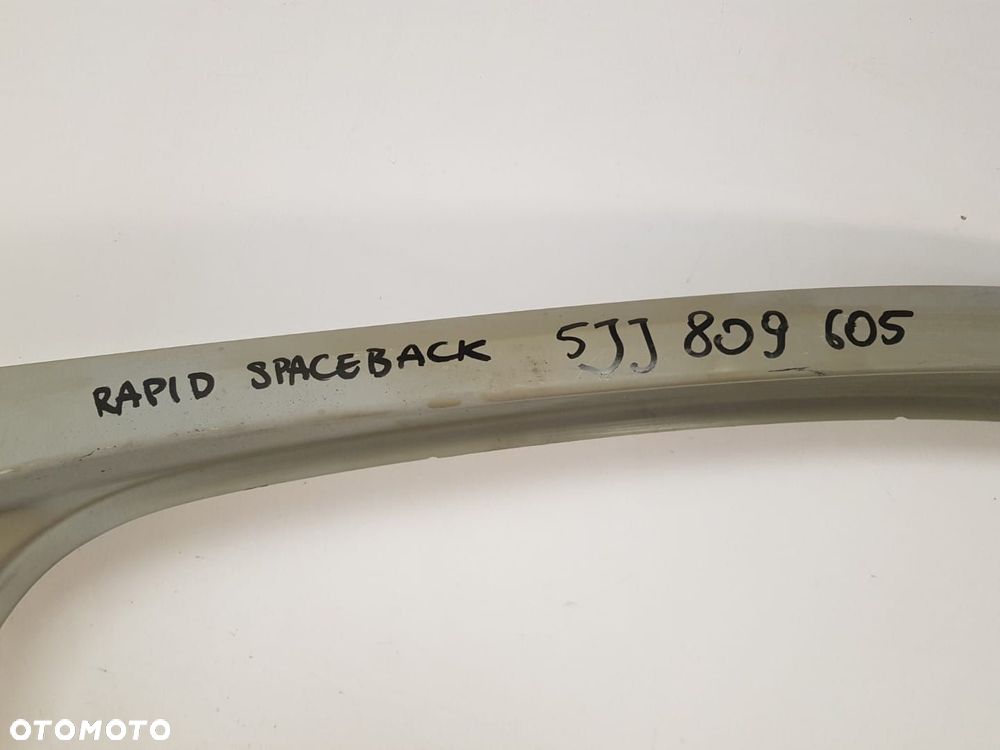 RAPID SPACEBACK 5JJ 809 605
OTOMOTO